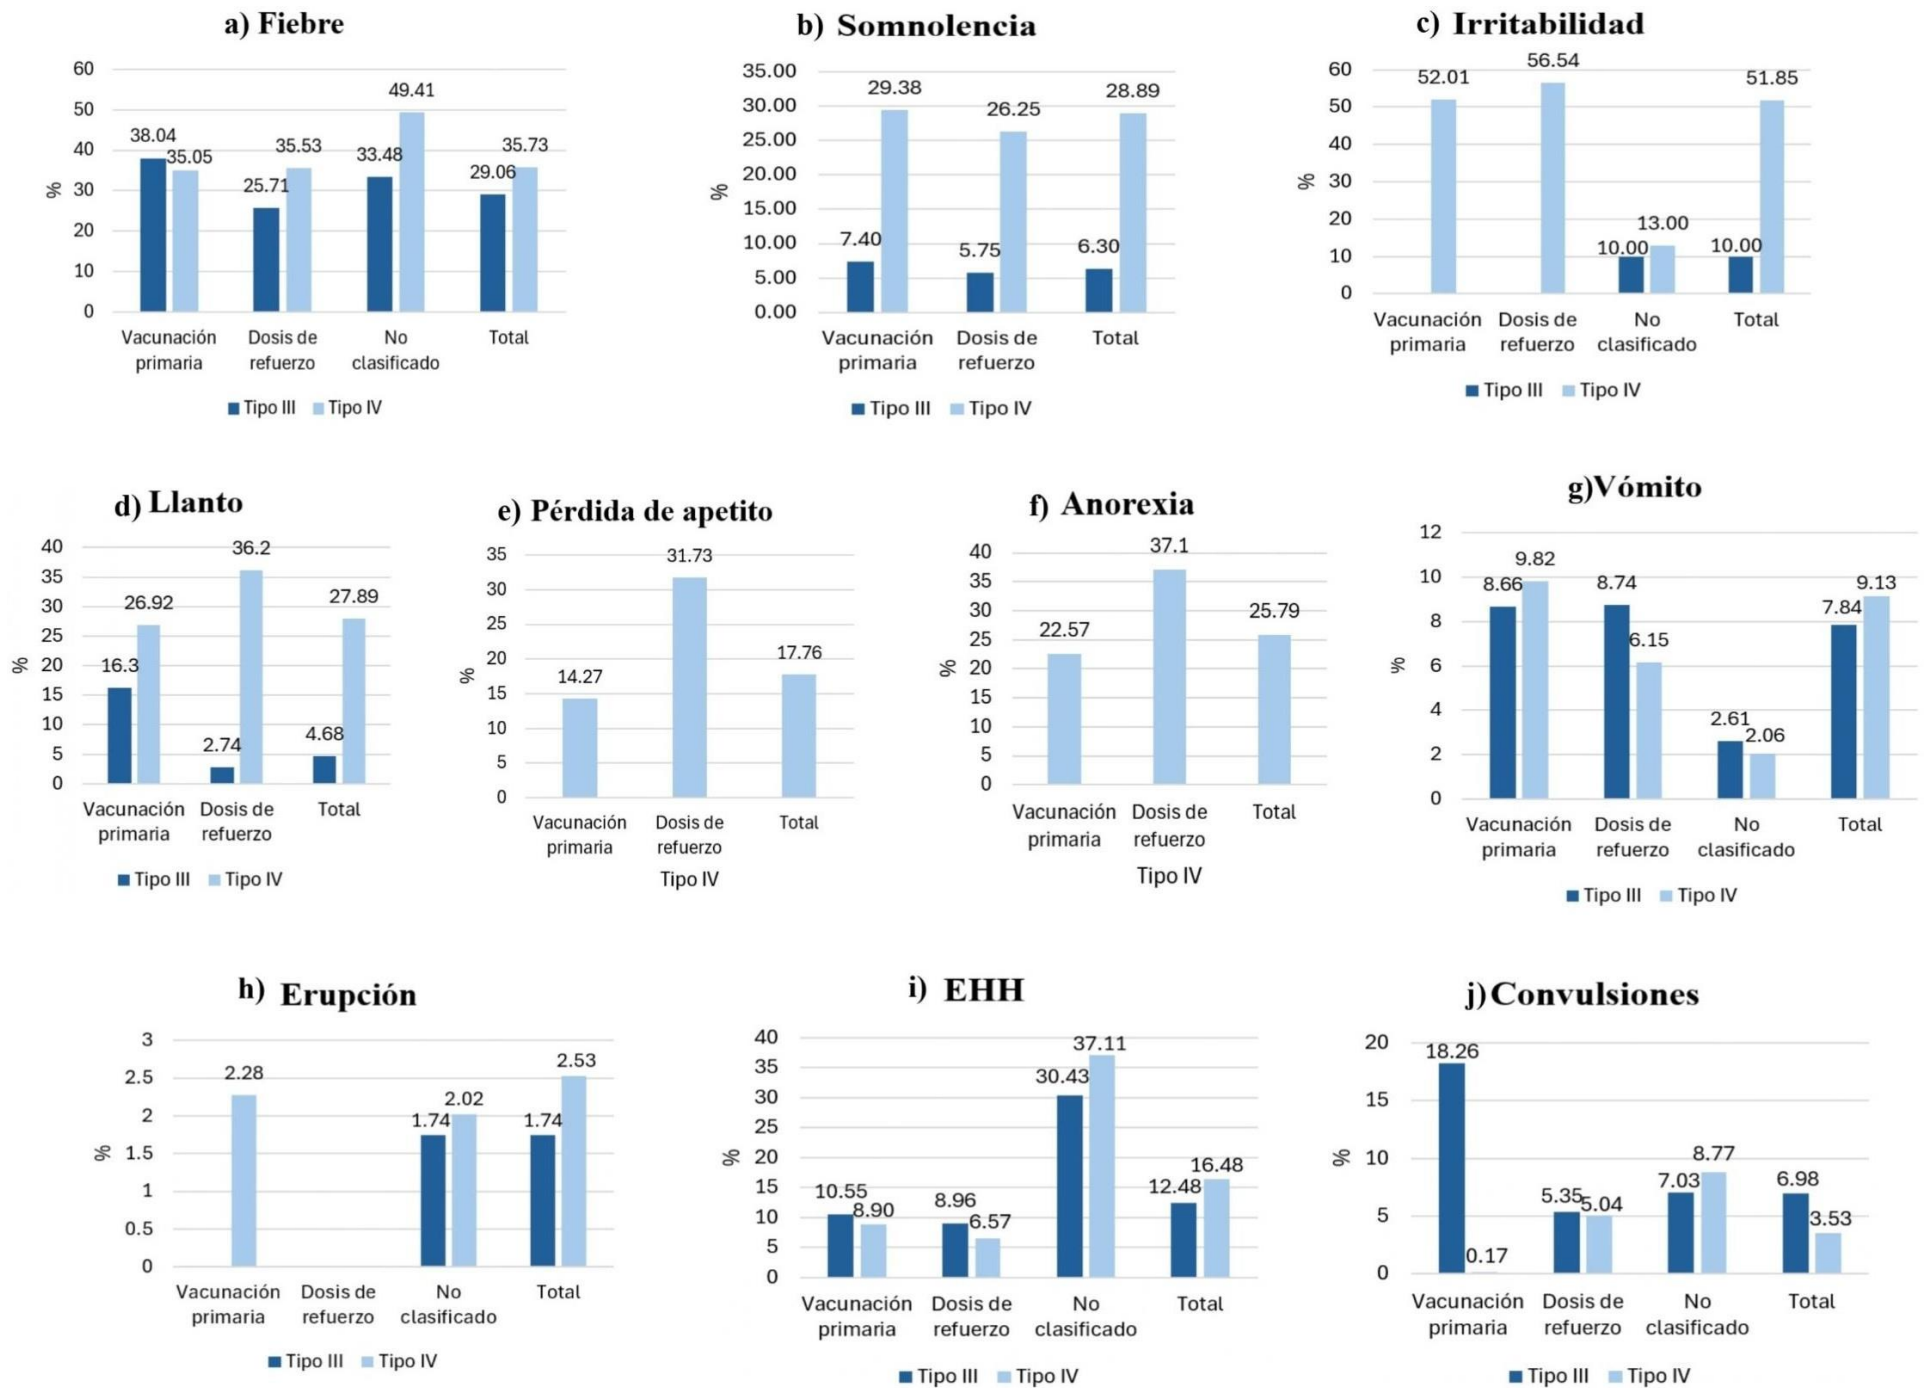 a) Fiebre
60
50
40
30
20
10
0
%
38.04
35.05
25.71
35.53
33.48
49.41
29.06
35.73
Vacunación primaria
Dosis de refuerzo
No clasificado
Total
Tipo III Tipo IV
b) Somnolencia
35.00
30.00
25.00
20.00
15.00
10.00
5.00
0.00
%
7.40
29.38
5.75
26.25
6.30
28.89
Vacunación primaria
Dosis de refuerzo
Total
Tipo III Tipo IV
c) Irritabilidad
60
50
40
30
20
10
0
%
52.01
56.54
10.00
13.00
10.00
51.85
Vacunación primaria
Dosis de refuerzo
No clasificado
Total
Tipo III Tipo IV
d) Llanto
40
35
30
25
20
15
10
5
0
%
16.3
26.92
2.74
36.2
4.68
27.89
Vacunación primaria
Dosis de refuerzo
Total
Tipo III Tipo IV
e) Pérdida de apetito
35
30
25
20
15
10
5
0
%
14.27
31.73
17.76
Vacunación primaria
Dosis de refuerzo
Total
Tipo IV
f) Anorexia
40
35
30
25
20
15
10
5
0
%
22.57
37.1
25.79
Vacunación primaria
Dosis de refuerzo
Total
Tipo IV
g)Vómito
12
10
8
6
4
2
0
%
8.66
9.82
8.74
6.15
2.61
2.06
7.84
9.13
Vacunación primaria
Dosis de refuerzo
No clasificado
Total
Tipo III Tipo IV
h) Erupción
3
2.5
2
1.5
1
0.5
0
%
2.28
1.74
2.02
1.74
2.53
Vacunación primaria
Dosis de refuerzo
No clasificado
Total
Tipo III Tipo IV
i) EHH
40
35
30
25
20
15
10
5
0
%
10.55
8.90
8.96
6.57
30.43
37.11
12.48
16.48
Vacunación primaria
Dosis de refuerzo
No clasificado
Total
Tipo III Tipo IV
j)Convulsiones
20
15
10
5
0
%
18.26
0.17
5.35
5.04
7.03
8.77
6.98
3.53
Vacunación primaria
Dosis de refuerzo
No clasificado
Total
Tipo III Tipo IV